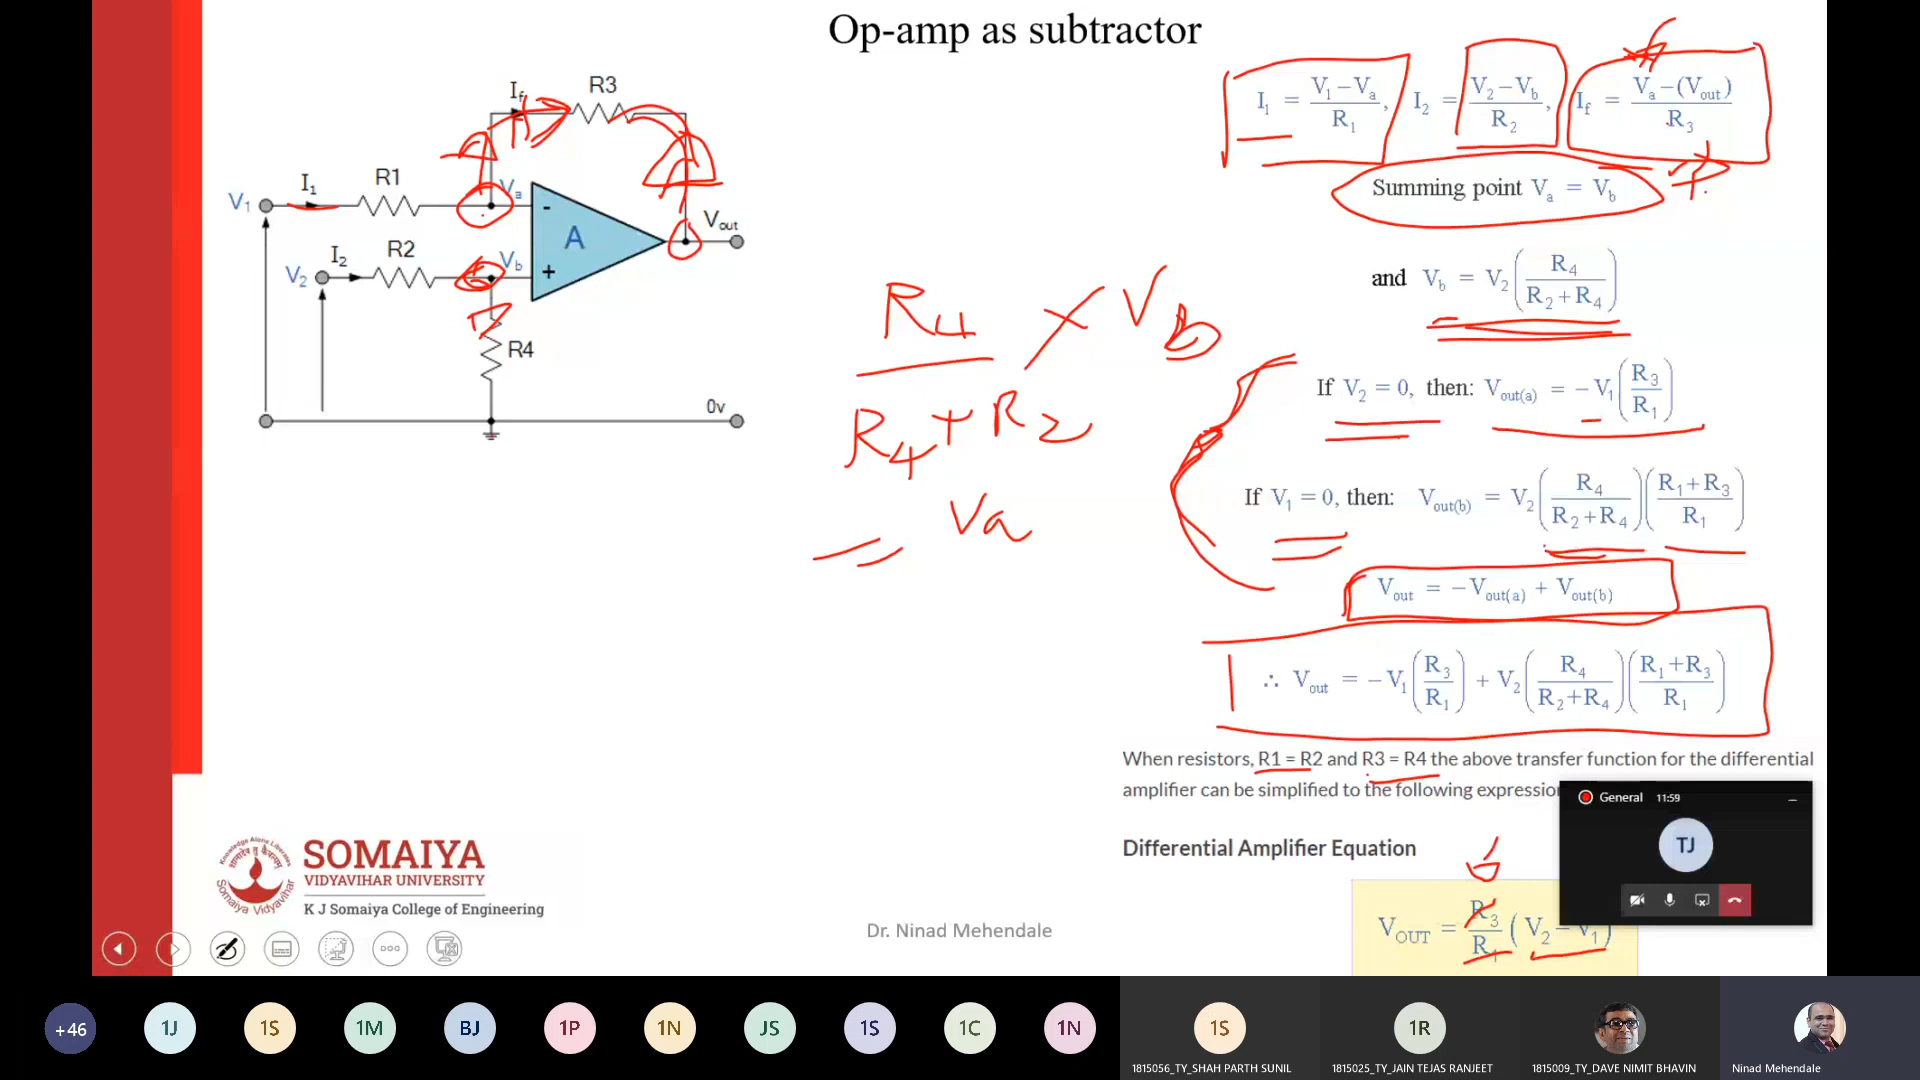 Op-amp as subtractor
If R3
I1 R1
V1 Va
-
A
Vout
I2 R2
V2 Vb
+
R4
0v
I1 = (V1 − Va)/R1, I2 = (V2 − Vb)/R2, If = (Va − (Vout))/R3
Summing point Va = Vb
and Vb = V2 (R4/(R2 + R4))
If V2 = 0, then: Vout(a) = − V1 (R3/R1)
If V1 = 0, then: Vout(b) = V2 (R4/(R2 + R4)) ((R1 + R3)/R1)
Vout = −Vout(a) + Vout(b)
∴ Vout = −V1 (R3/R1) + V2 (R4/(R2+R4)) ((R1+R3)/R1)
R4 × Vb
R4 + R2
= Va
When resistors, R1 = R2 and R3 = R4 the above transfer function for the differential
amplifier can be simplified to the following expression
General 11:59
TJ
Differential Amplifier Equation
VOUT = R3/R1 ( V2 − V1 )
SOMAIYA
VIDYAVIHAR UNIVERSITY
K J Somaiya College of Engineering
Somaiya Vidyavihar
Dr. Ninad Mehendale
+46 1J 1S 1M BJ 1P 1N JS 1S 1C 1N 1S 1R
1815056_TY_SHAH PARTH SUNIL 1815025_TY_JAIN TEJAS RANJEET 1815009_TY_DAVE NIMIT BHAVIN Ninad Mehendale